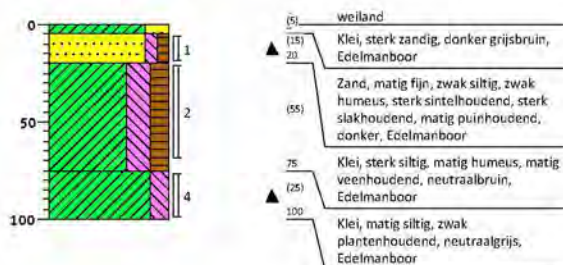 0
50
100
1
2
4
(5)
weiland
(15)
20
Klei, sterk zandig, donker grijsbruin,
Edelmanboor
(55)
Zand, matig fijn, zwak siltig, zwak
humeus, sterk sintelhoudend, sterk
slakhoudend, matig puinhoudend,
donker, Edelmanboor
75
(25)
Klei, sterk siltig, matig humeus, matig
veenhoudend, neutraalbruin,
Edelmanboor
100
Klei, matig siltig, zwak
plantenhoudend, neutraalgrijs,
Edelmanboor